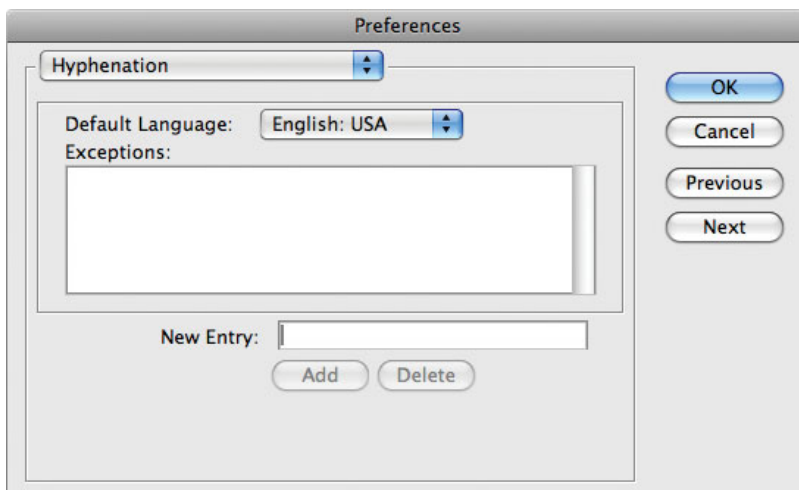 Preferences
Hyphenation
Default Language: English: USA
Exceptions:
New Entry:
Add Delete
OK
Cancel
Previous
Next